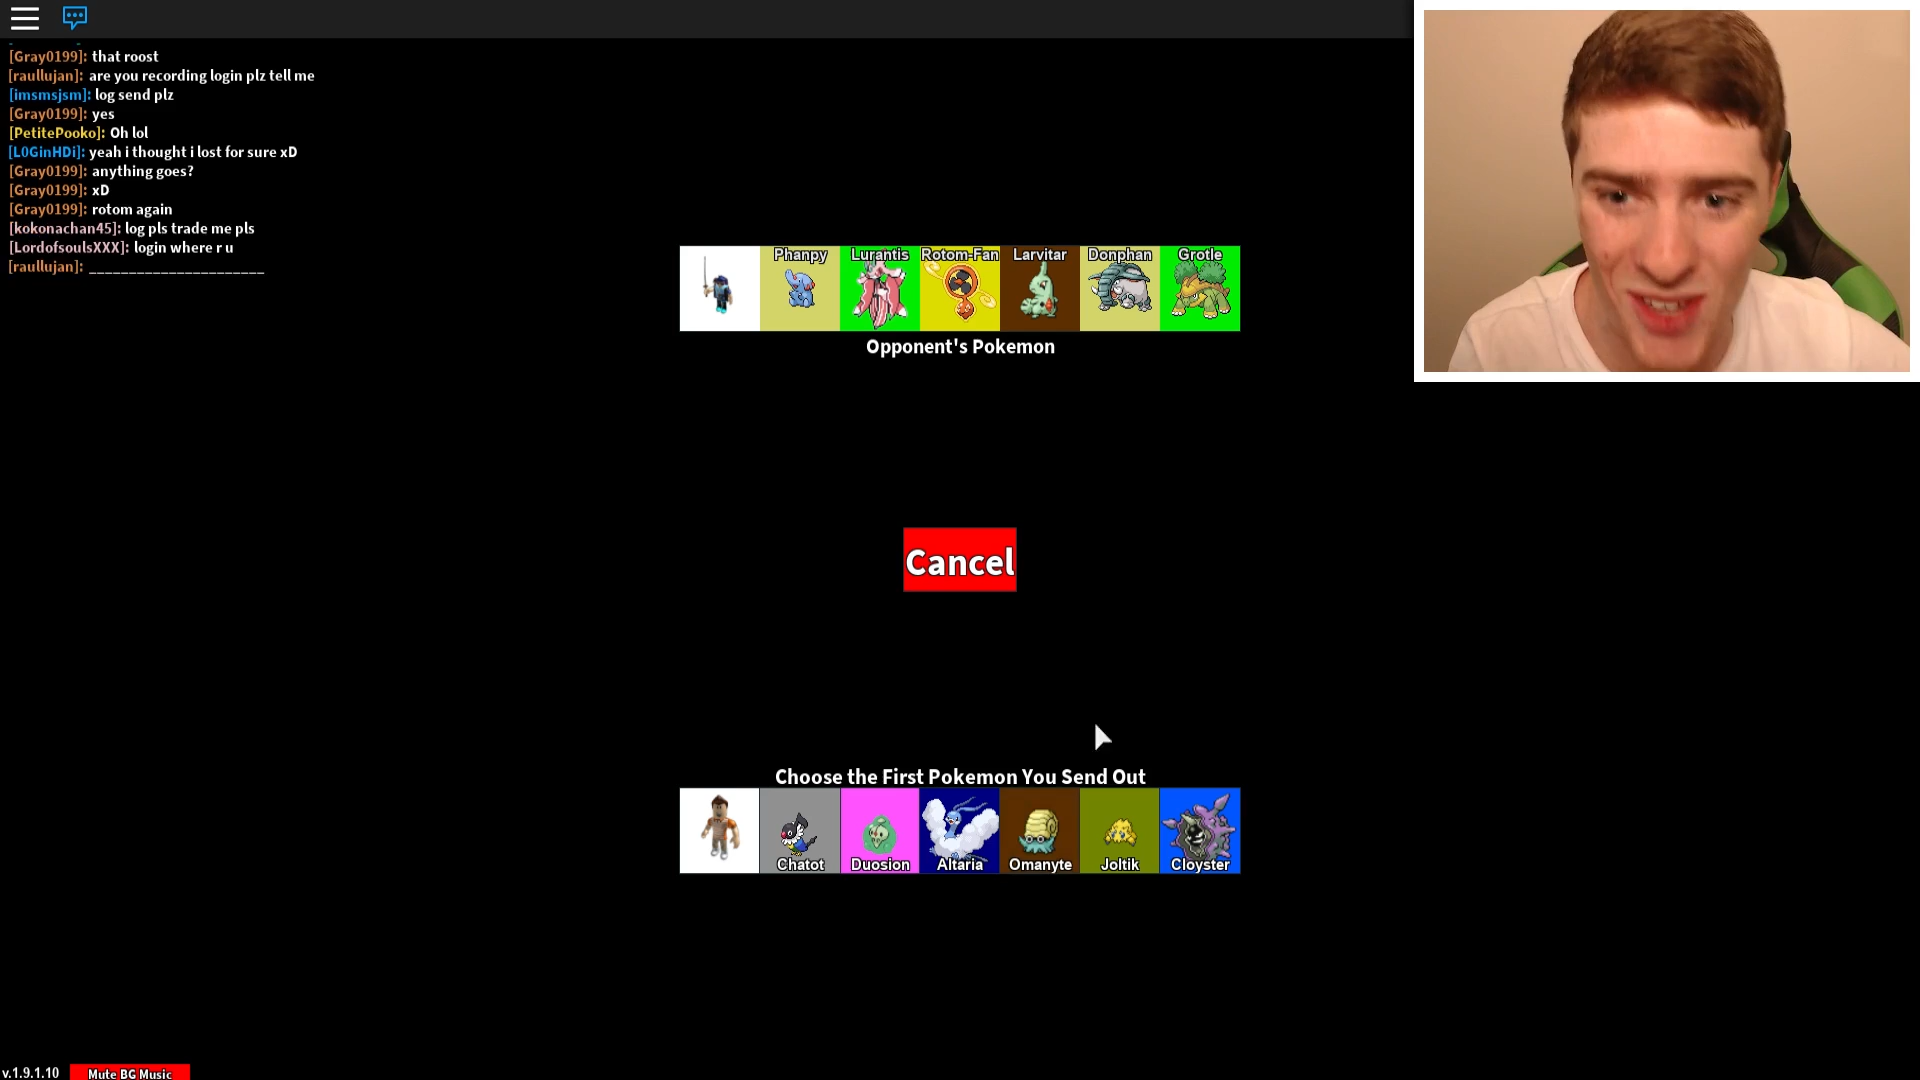 [Gray0199]: that roost
[raullujan]: are you recording login plz tell me
[imsmsjsm]: log send plz
[Gray0199]: yes
[PetitePooko]: Oh lol
[L0GinHDi]: yeah i thought i lost for sure xD
[Gray0199]: anything goes?
[Gray0199]: xD
[Gray0199]: rotom again
[kokonachan45]: log pls trade me pls
[LordofsoulsXXX]: login where r u
[raullujan]: ______________________
Phanpy Lurantis Rotom-Fan Larvitar Donphan Grotle
Opponent's Pokemon
Cancel
Choose the First Pokemon You Send Out
Chatot Duosion Altaria Omanyte Joltik Cloyster
v.1.9.1.10 Mute BG Music